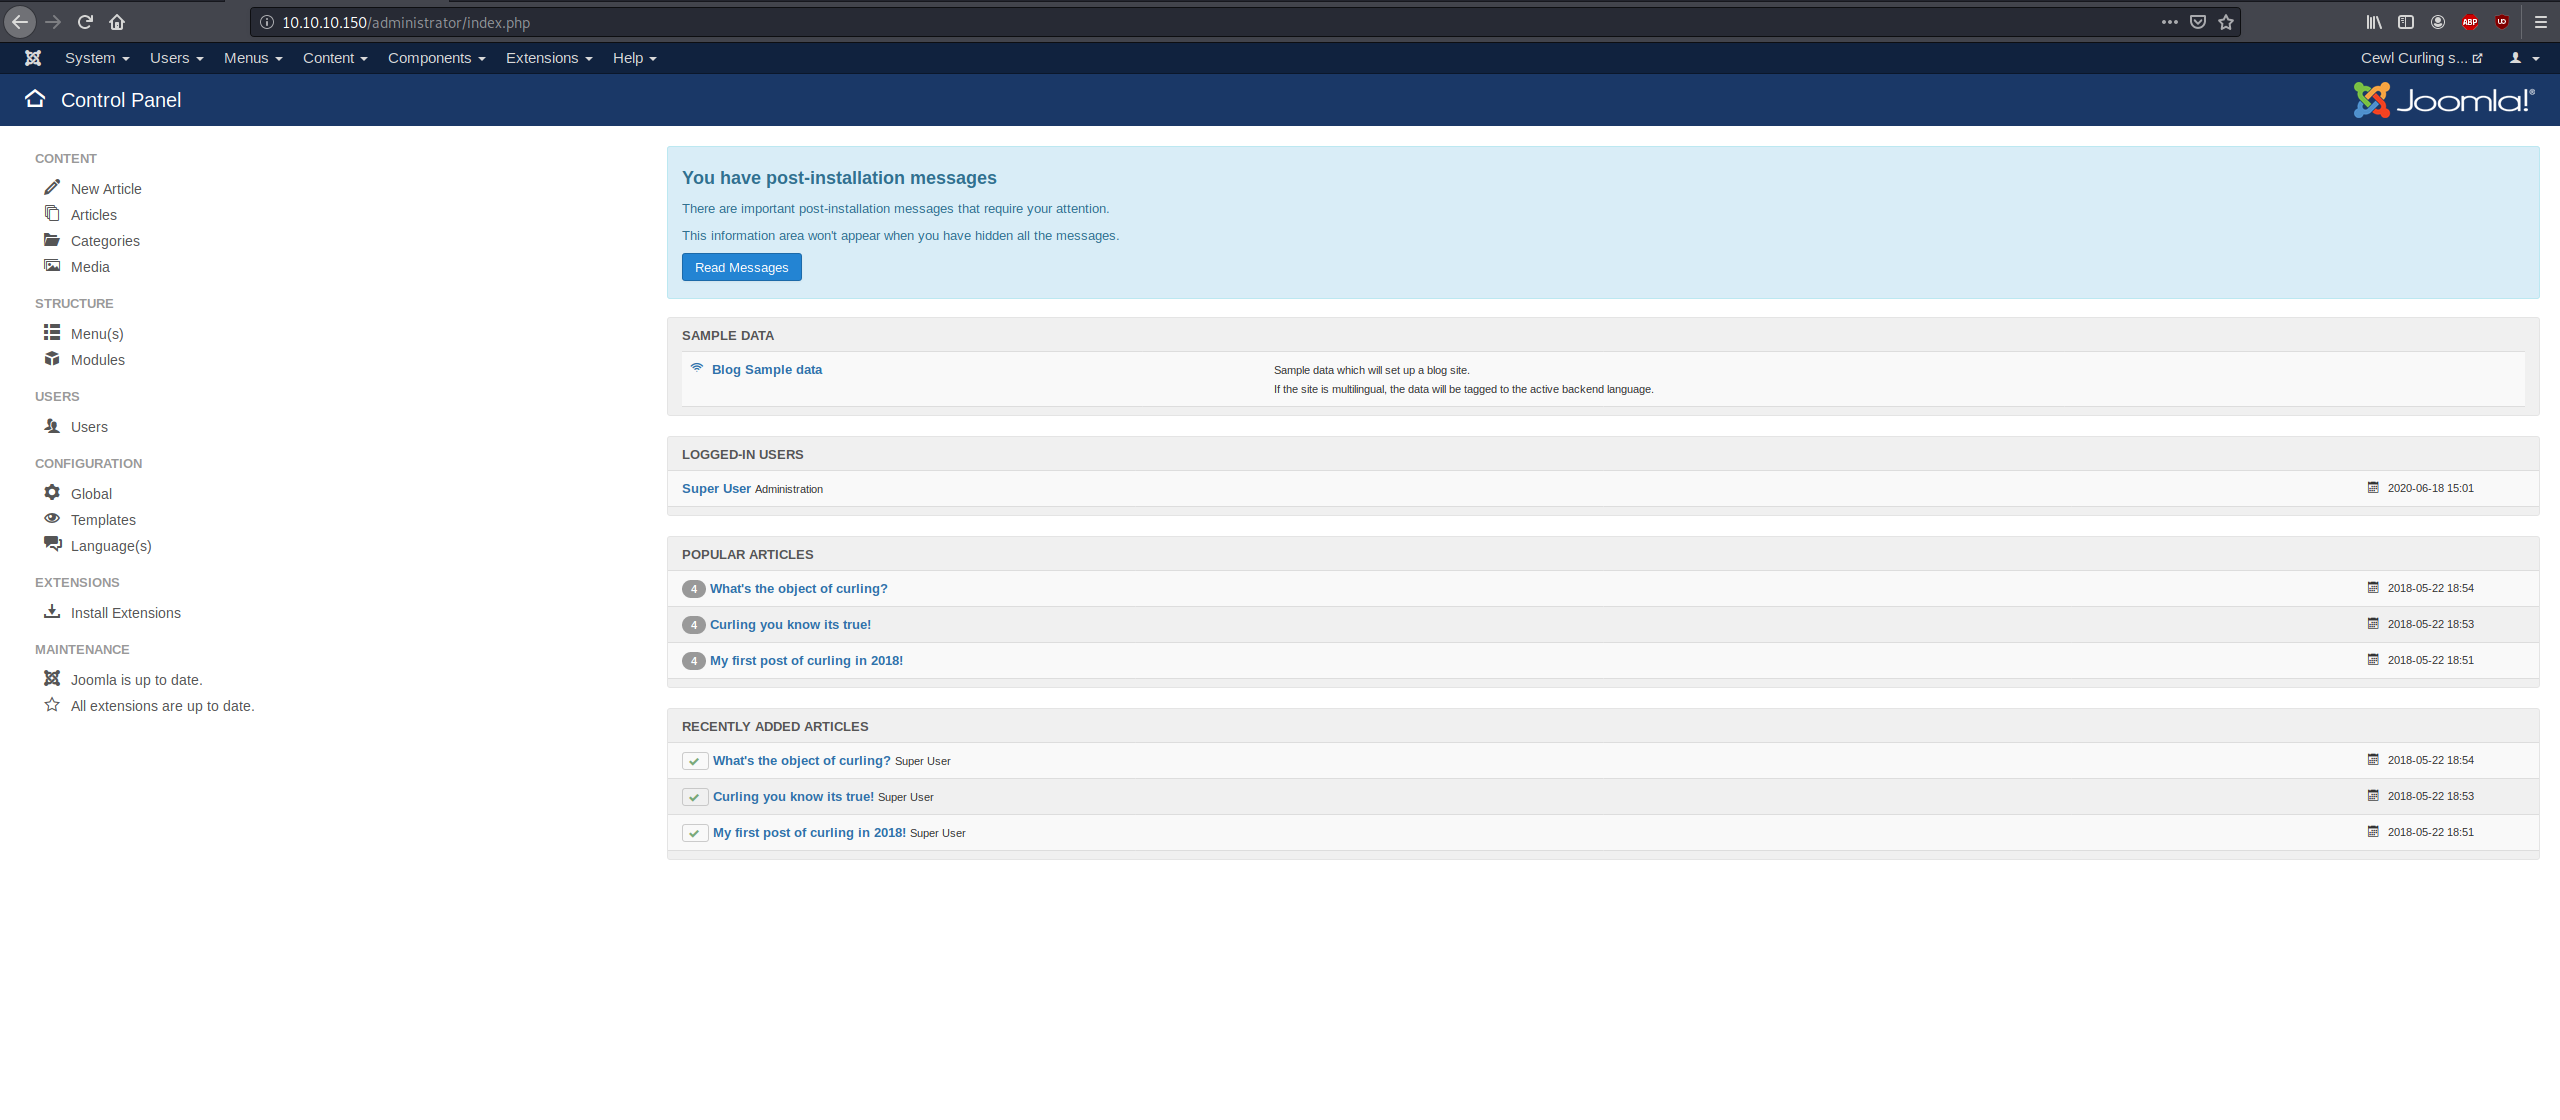 10.10.10.150/administrator/index.php
ABP
UD
System Users Menus Content Components Extensions Help Cewl Curling s...
Control Panel
Joomla!®
CONTENT
New Article
Articles
Categories
Media
STRUCTURE
Menu(s)
Modules
USERS
Users
CONFIGURATION
Global
Templates
Language(s)
EXTENSIONS
Install Extensions
MAINTENANCE
Joomla is up to date.
All extensions are up to date.
You have post-installation messages
There are important post-installation messages that require your attention.
This information area won't appear when you have hidden all the messages.
Read Messages
SAMPLE DATA
Blog Sample data
Sample data which will set up a blog site.
If the site is multilingual, the data will be tagged to the active backend language.
LOGGED-IN USERS
Super User Administration 2020-06-18 15:01
POPULAR ARTICLES
4 What's the object of curling? 2018-05-22 18:54
4 Curling you know its true! 2018-05-22 18:53
4 My first post of curling in 2018! 2018-05-22 18:51
RECENTLY ADDED ARTICLES
What's the object of curling? Super User 2018-05-22 18:54
Curling you know its true! Super User 2018-05-22 18:53
My first post of curling in 2018! Super User 2018-05-22 18:51